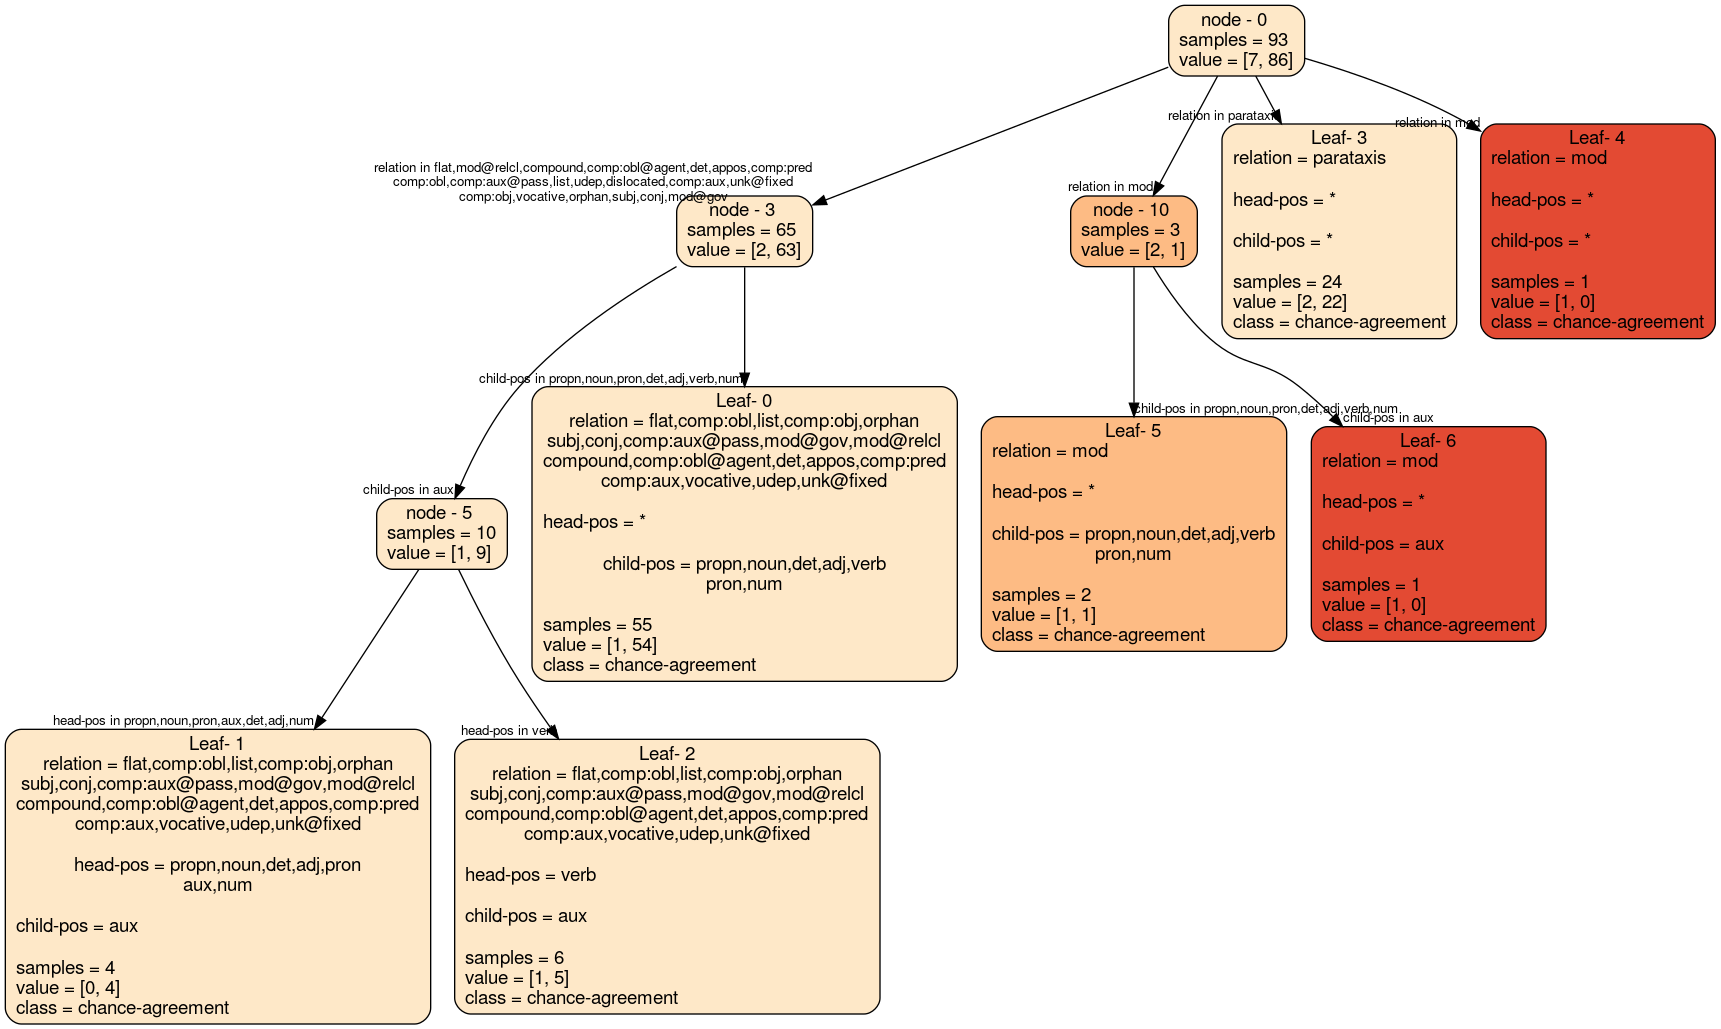 node - 0
samples = 93
value = [7, 86]
relation in parataxis
relation in mod
Leaf- 3
relation = parataxis
head-pos = *
child-pos = *
samples = 24
value = [2, 22]
class = chance-agreement
Leaf- 4
relation = mod
head-pos = *
child-pos = *
samples = 1
value = [1, 0]
class = chance-agreement
relation in flat,mod@relcl,compound,comp:obl@agent,det,appos,comp:pred
comp:obl,comp:aux@pass,list,udep,dislocated,comp:aux,unk@fixed
comp:obj,vocative,orphan,subj,conj,mod@gov
node - 3
samples = 65
value = [2, 63]
relation in mod
node - 10
samples = 3
value = [2, 1]
child-pos in propn,noun,pron,det,adj,verb,num
Leaf- 0
relation = flat,comp:obl,list,comp:obj,orphan
subj,conj,comp:aux@pass,mod@gov,mod@relcl
compound,comp:obl@agent,det,appos,comp:pred
comp:aux,vocative,udep,unk@fixed
head-pos = *
child-pos = propn,noun,det,adj,verb
pron,num
samples = 55
value = [1, 54]
class = chance-agreement
child-pos in propn,noun,pron,det,adj,verb,num
Leaf- 5
relation = mod
head-pos = *
child-pos = propn,noun,det,adj,verb
pron,num
samples = 2
value = [1, 1]
class = chance-agreement
child-pos in aux
Leaf- 6
relation = mod
head-pos = *
child-pos = aux
samples = 1
value = [1, 0]
class = chance-agreement
child-pos in aux
node - 5
samples = 10
value = [1, 9]
head-pos in propn,noun,pron,aux,det,adj,num
Leaf- 1
relation = flat,comp:obl,list,comp:obj,orphan
subj,conj,comp:aux@pass,mod@gov,mod@relcl
compound,comp:obl@agent,det,appos,comp:pred
comp:aux,vocative,udep,unk@fixed
head-pos = propn,noun,det,adj,pron
aux,num
child-pos = aux
samples = 4
value = [0, 4]
class = chance-agreement
head-pos in verb
Leaf- 2
relation = flat,comp:obl,list,comp:obj,orphan
subj,conj,comp:aux@pass,mod@gov,mod@relcl
compound,comp:obl@agent,det,appos,comp:pred
comp:aux,vocative,udep,unk@fixed
head-pos = verb
child-pos = aux
samples = 6
value = [1, 5]
class = chance-agreement